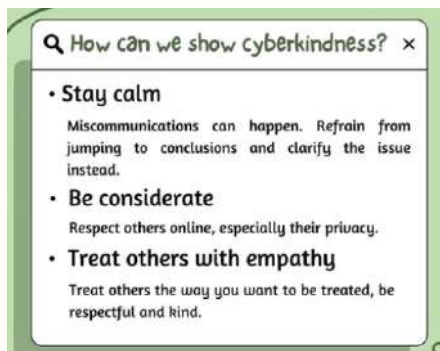 How can we show cyberkindness? ×
• Stay calm
Miscommunications can happen. Refrain from
jumping to conclusions and clarify the issue
instead.
• Be considerate
Respect others online, especially their privacy.
• Treat others with empathy
Treat others the way you want to be treated, be
respectful and kind.